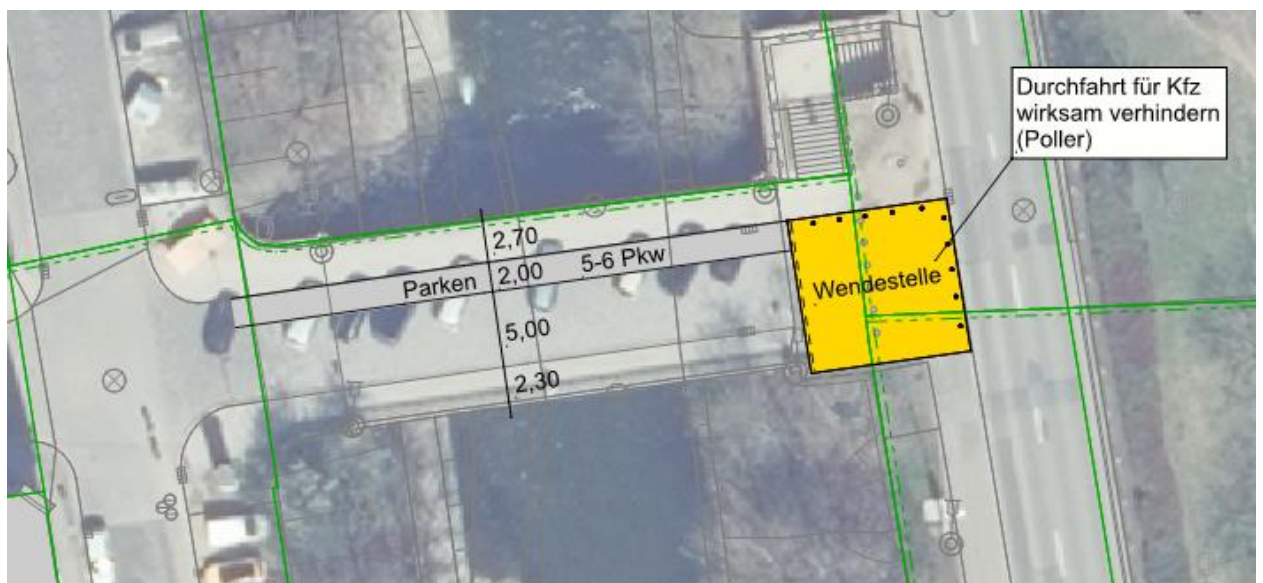 Durchfahrt für Kfz
wirksam verhindern
(Poller)
2,70
Parken 2,00 5-6 Pkw
Wendestelle
5,00
2,30